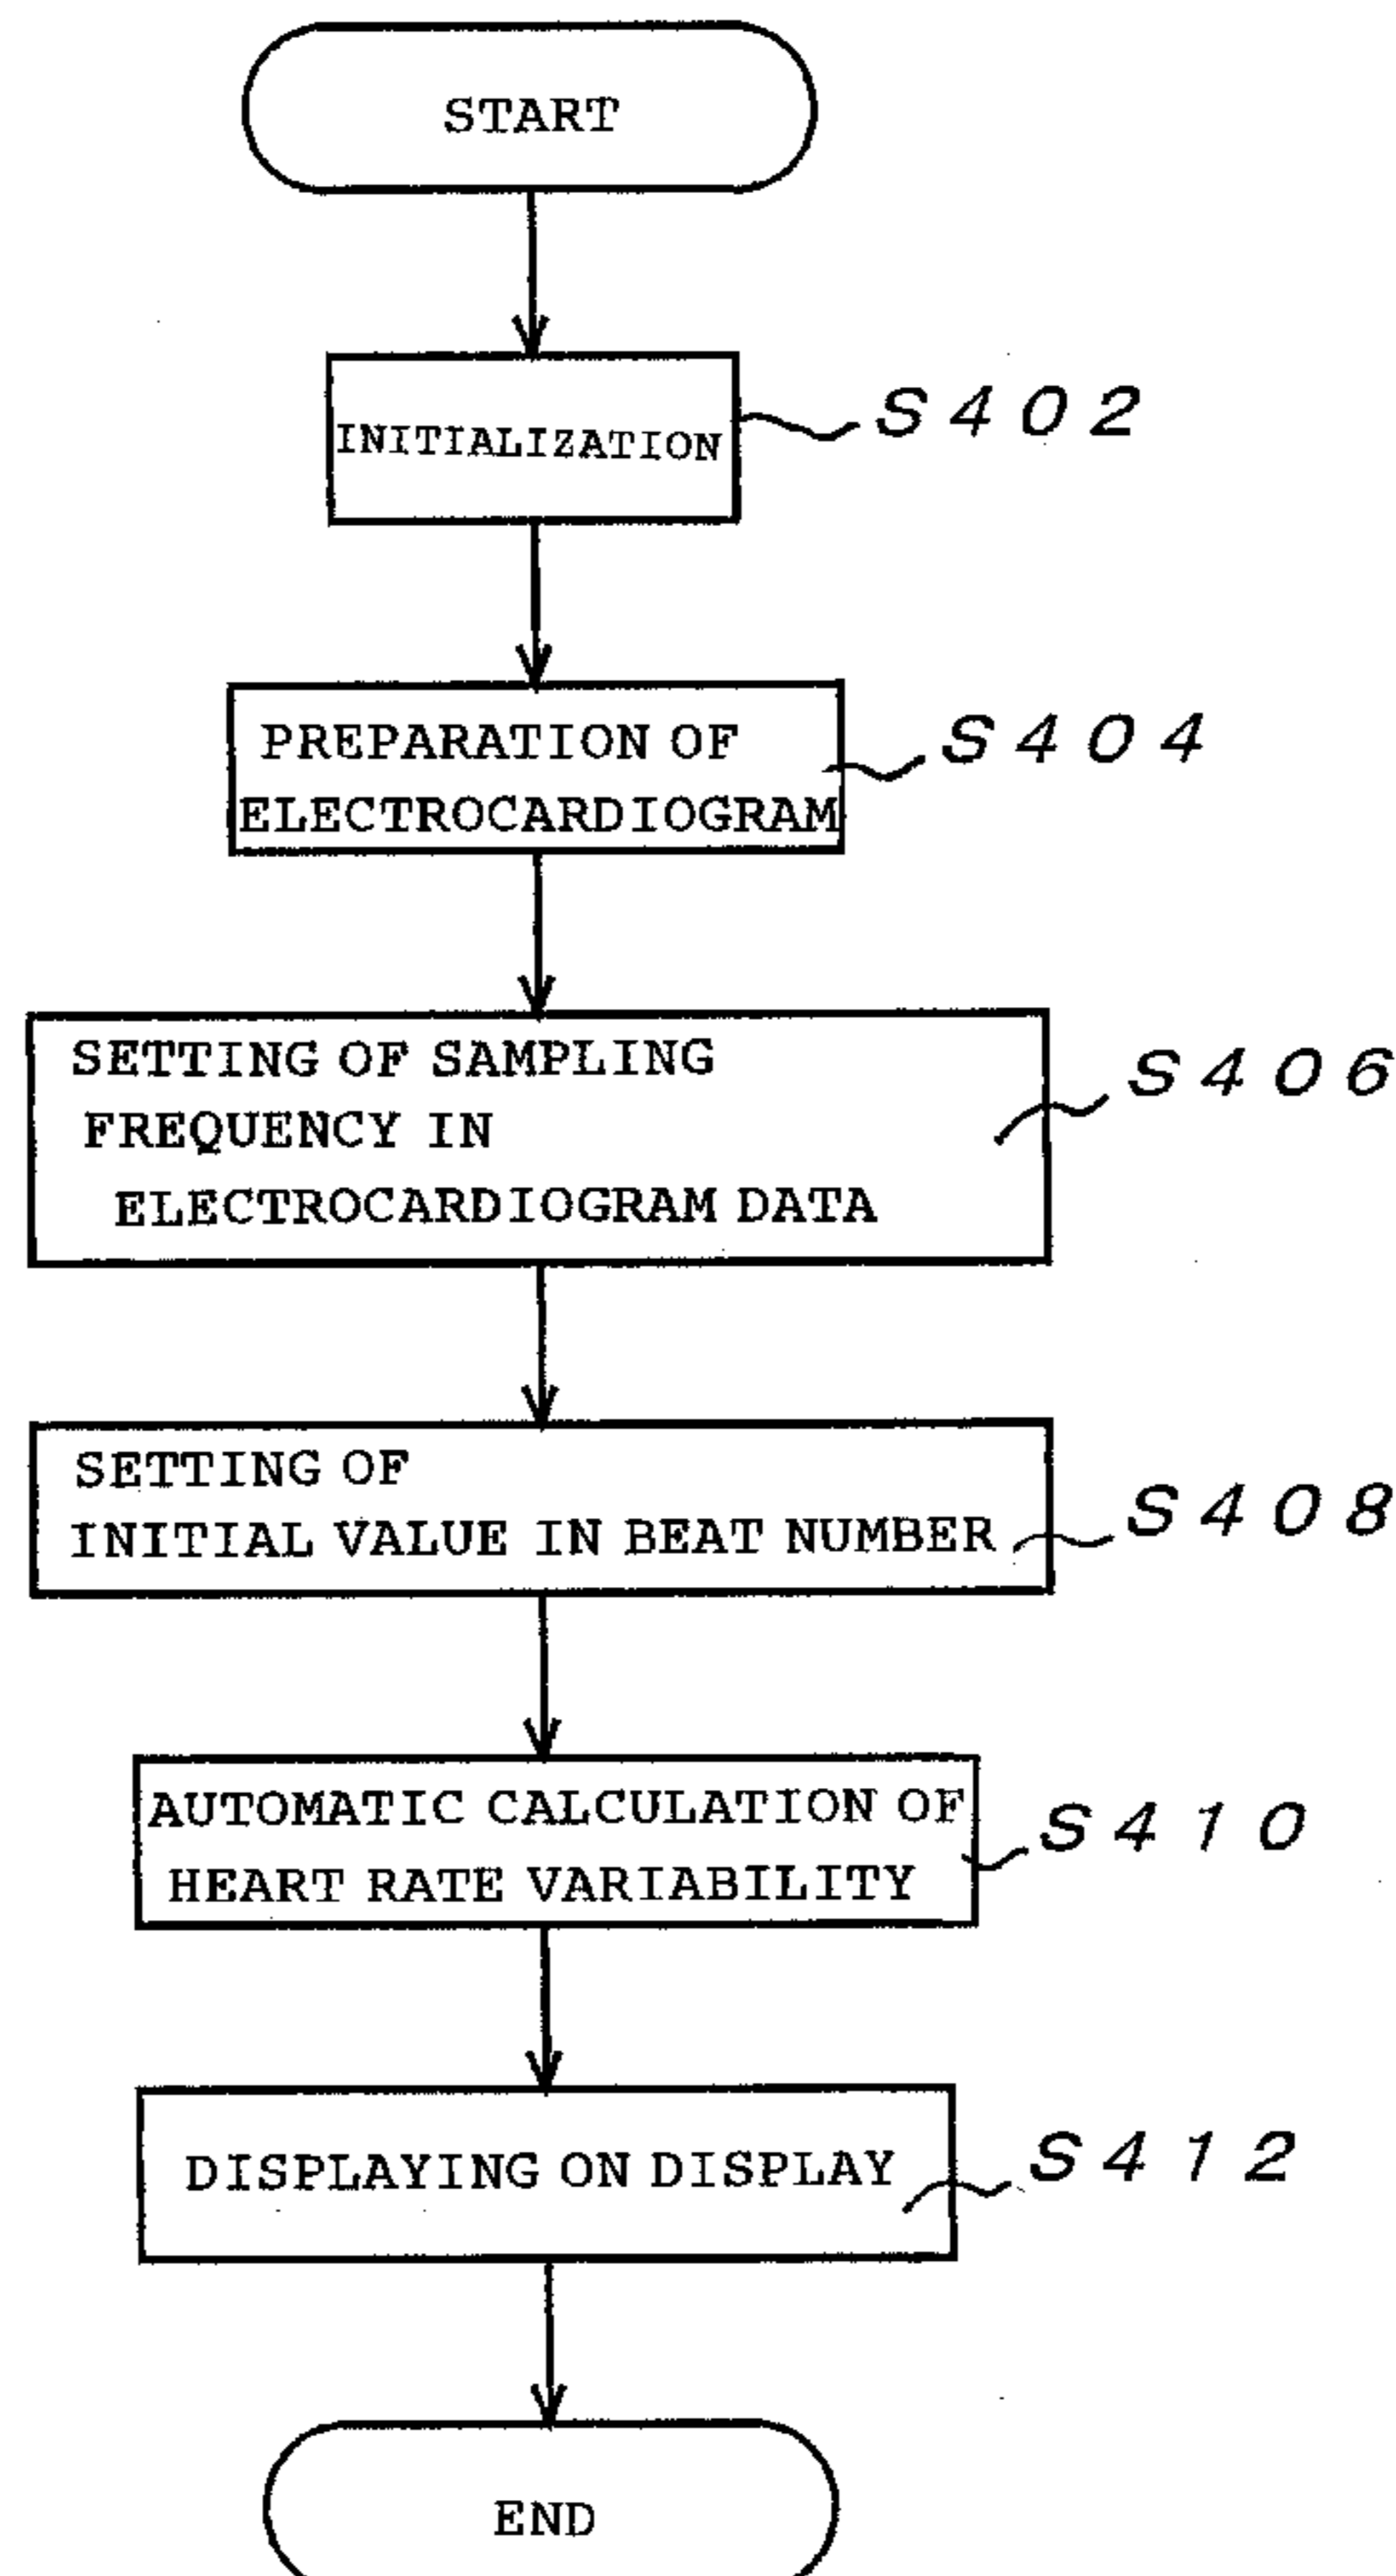 START
INITIALIZATION
S402
PREPARATION OF
ELECTROCARDIOGRAM
S404
SETTING OF SAMPLING
FREQUENCY IN
ELECTROCARDIOGRAM DATA
S406
SETTING OF
INITIAL VALUE IN BEAT NUMBER
S408
AUTOMATIC CALCULATION OF
HEART RATE VARIABILITY
S410
DISPLAYING ON DISPLAY
S412
END